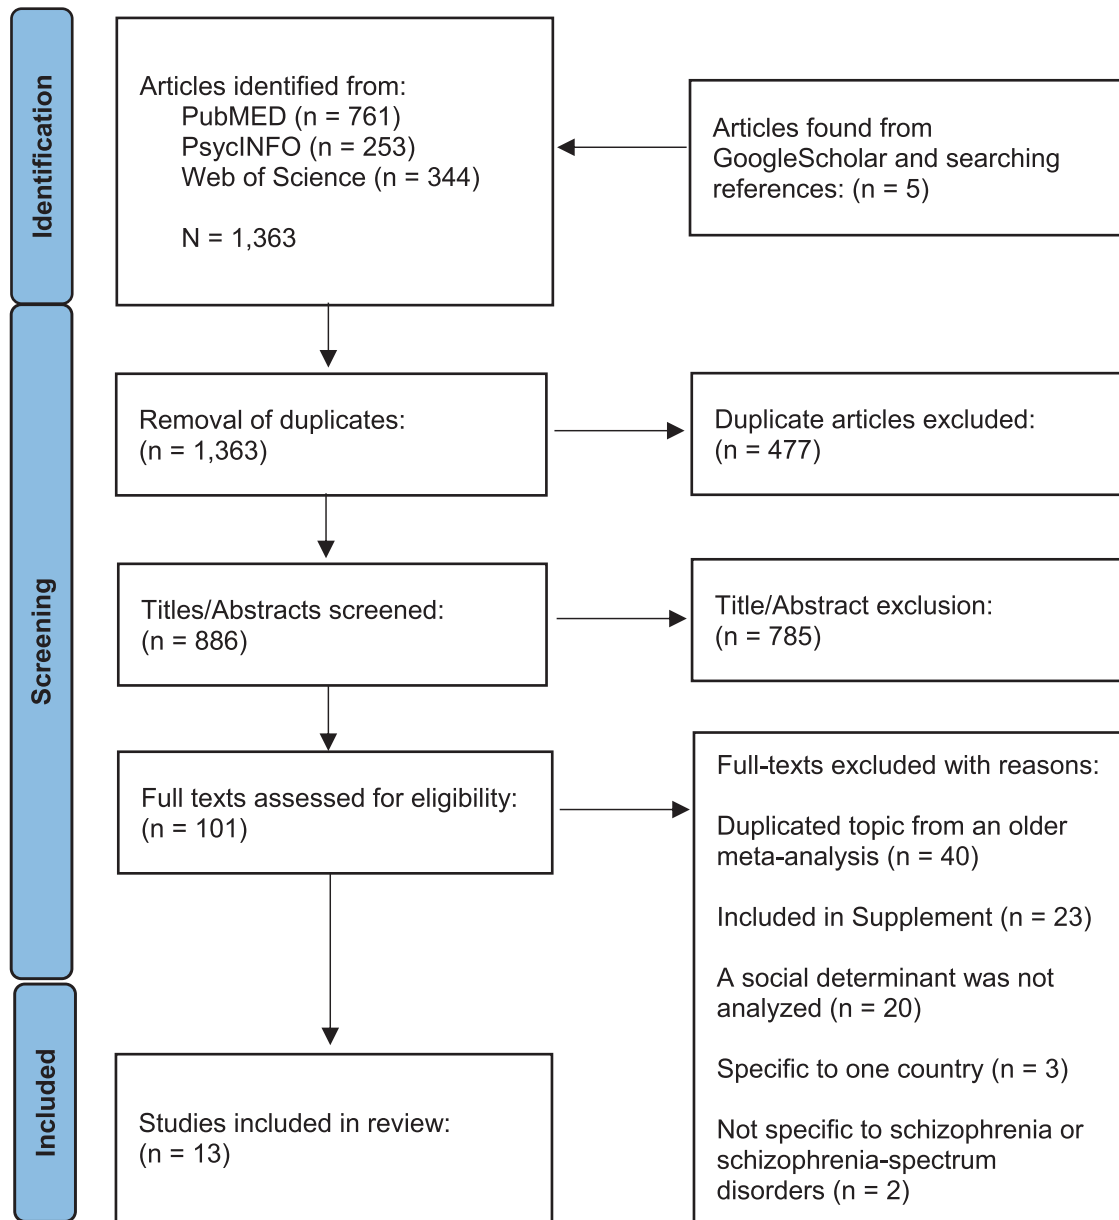 Identification
Articles identified from:
PubMED (n = 761)
PsycINFO (n = 253)
Web of Science (n = 344)
N = 1,363
Articles found from
GoogleScholar and searching
references: (n = 5)
Screening
Removal of duplicates:
(n = 1,363)
Duplicate articles excluded:
(n = 477)
Titles/Abstracts screened:
(n = 886)
Title/Abstract exclusion:
(n = 785)
Full texts assessed for eligibility:
(n = 101)
Full-texts excluded with reasons:
Duplicated topic from an older
meta-analysis (n = 40)
Included in Supplement (n = 23)
A social determinant was not
analyzed (n = 20)
Specific to one country (n = 3)
Not specific to schizophrenia or
schizophrenia-spectrum
disorders (n = 2)
Included
Studies included in review:
(n = 13)